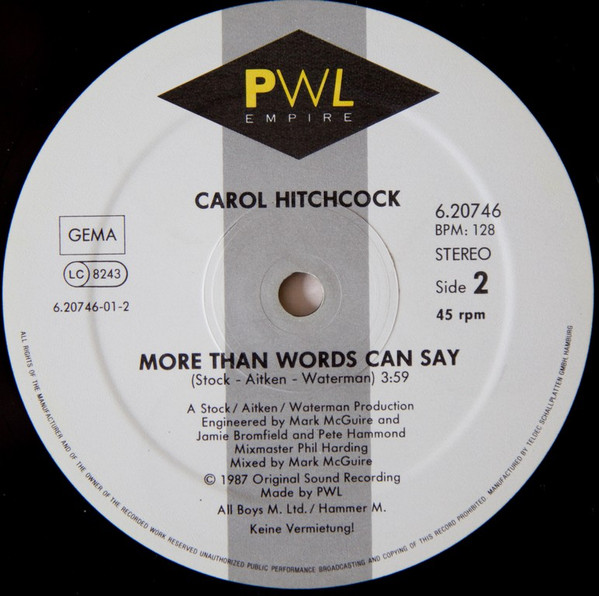 PWL
EMPIRE
CAROL HITCHCOCK
GEMA
LC 8243
6.20746-01-2
6.20746
BPM: 128
STEREO
Side 2
45 rpm
MORE THAN WORDS CAN SAY
(Stock - Aitken - Waterman) 3:59
A Stock / Aitken / Waterman Production
Engineered by Mark McGuire and
Jamie Bromfield and Pete Hammond
Mixmaster Phil Harding
Mixed by Mark McGuire
© 1987 Original Sound Recording
Made by PWL
All Boys M. Ltd. / Hammer M.
Keine Vermietung!
ALL RIGHTS OF THE MANUFACTURER AND OF THE OWNER OF THE RECORDED WORK RESERVED UNAUTHORIZED PUBLIC PERFORMANCE BROADCASTING AND COPYING OF THIS RECORD PROHIBITED. MANUFACTURED BY TELDEC SCHALLPLATTEN GMBH, HAMBURG